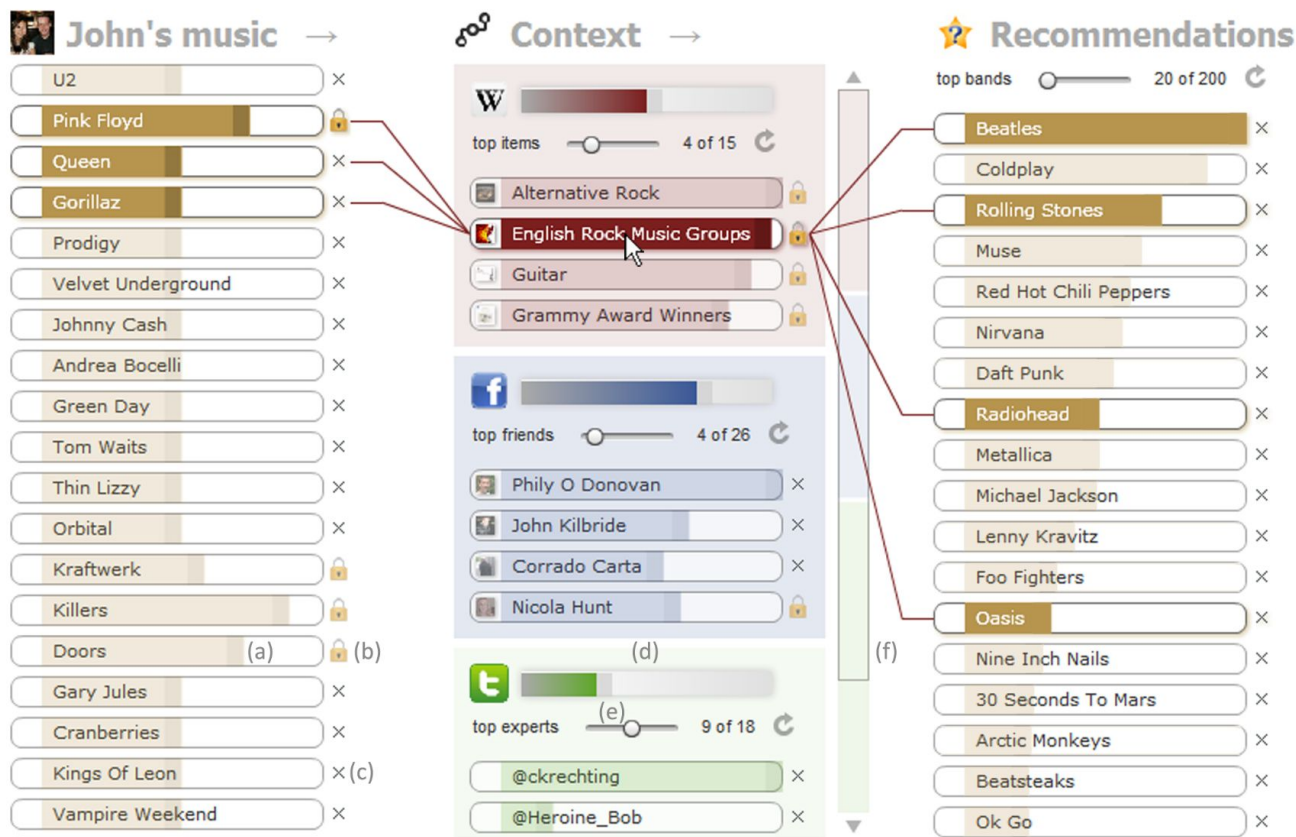 John's music →
U2 ×
Pink Floyd
Queen ×
Gorillaz ×
Prodigy ×
Velvet Underground ×
Johnny Cash ×
Andrea Bocelli ×
Green Day ×
Tom Waits ×
Thin Lizzy ×
Orbital ×
Kraftwerk
Killers
Doors (a) (b)
Gary Jules ×
Cranberries ×
Kings Of Leon × (c)
Vampire Weekend ×
Context →
W
top items 4 of 15
Alternative Rock
English Rock Music Groups
Guitar
Grammy Award Winners
f
top friends 4 of 26
Phily O Donovan ×
John Kilbride ×
Corrado Carta ×
Nicola Hunt
(d) (f)
t
(e)
top experts 9 of 18
@ckrechting ×
@Heroine_Bob ×
? Recommendations
top bands 20 of 200
Beatles ×
Coldplay ×
Rolling Stones ×
Muse ×
Red Hot Chili Peppers ×
Nirvana ×
Daft Punk ×
Radiohead ×
Metallica ×
Michael Jackson ×
Lenny Kravitz ×
Foo Fighters ×
Oasis ×
Nine Inch Nails ×
30 Seconds To Mars ×
Arctic Monkeys ×
Beatsteaks ×
Ok Go ×